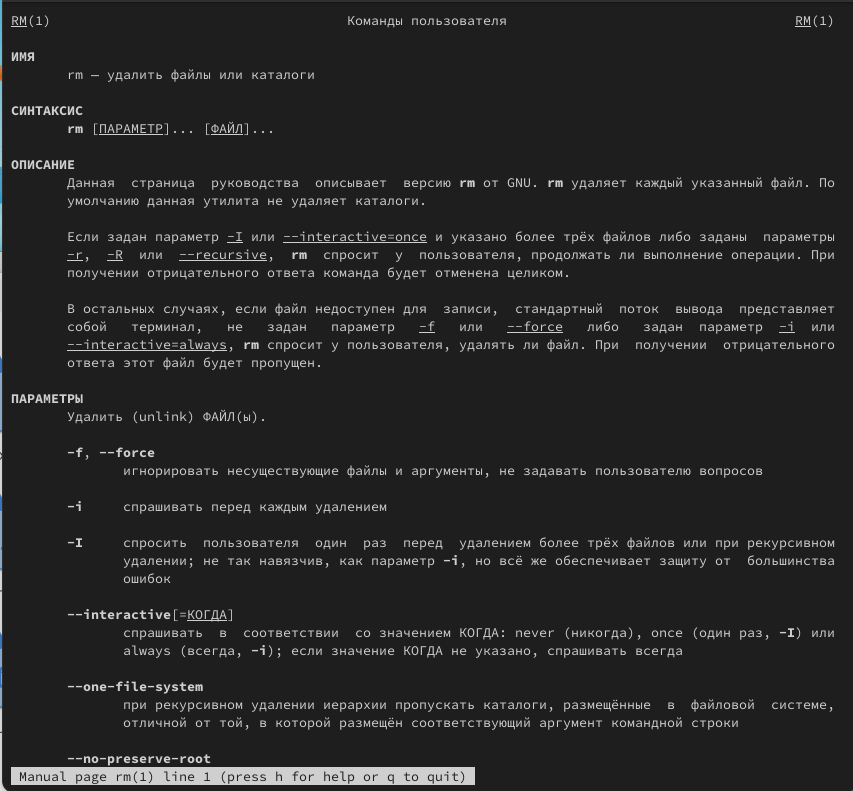 RM(1) Команды пользователя RM(1)
ИМЯ
rm — удалить файлы или каталоги
СИНТАКСИС
rm [ПАРАМЕТР]... [ФАЙЛ]...
ОПИСАНИЕ
Данная страница руководства описывает версию rm от GNU. rm удаляет каждый указанный файл. По
умолчанию данная утилита не удаляет каталоги.
Если задан параметр -I или --interactive=once и указано более трёх файлов либо заданы параметры
-r, -R или --recursive, rm спросит у пользователя, продолжать ли выполнение операции. При
получении отрицательного ответа команда будет отменена целиком.
В остальных случаях, если файл недоступен для записи, стандартный поток вывода представляет
собой терминал, не задан параметр -f или --force либо задан параметр -i или
--interactive=always, rm спросит у пользователя, удалять ли файл. При получении отрицательного
ответа этот файл будет пропущен.
ПАРАМЕТРЫ
Удалить (unlink) ФАЙЛ(ы).
-f, --force
игнорировать несуществующие файлы и аргументы, не задавать пользователю вопросов
-i спрашивать перед каждым удалением
-I спросить пользователя один раз перед удалением более трёх файлов или при рекурсивном
удалении; не так навязчив, как параметр -i, но всё же обеспечивает защиту от большинства
ошибок
--interactive[=КОГДА]
спрашивать в соответствии со значением КОГДА: never (никогда), once (один раз, -I) или
always (всегда, -i); если значение КОГДА не указано, спрашивать всегда
--one-file-system
при рекурсивном удалении иерархии пропускать каталоги, размещённые в файловой системе,
отличной от той, в которой размещён соответствующий аргумент командной строки
--no-preserve-root
Manual page rm(1) line 1 (press h for help or q to quit)